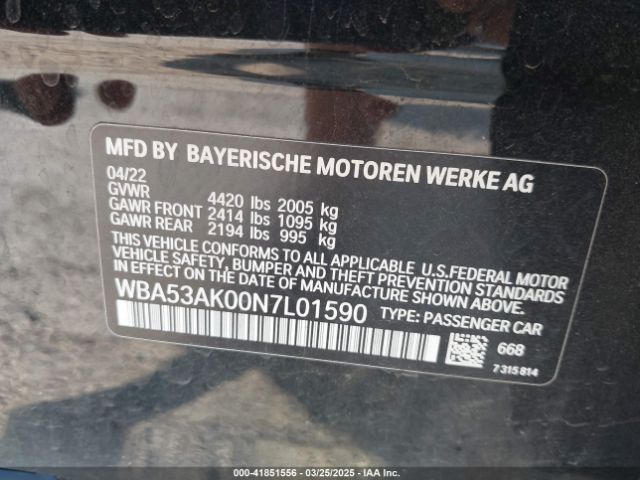 MFD BY BAYERISCHE MOTOREN WERKE AG
04/22
GVWR 4420 lbs 2005 kg
GAWR FRONT 2414 lbs 1095 kg
GAWR REAR 2194 lbs 995 kg
THIS VEHICLE CONFORMS TO ALL APPLICABLE U.S.FEDERAL MOTOR
VEHICLE SAFETY, BUMPER AND THEFT PREVENTION STANDARDS
IN EFFECT ON THE DATE OF MANUFACTURE SHOWN ABOVE.
WBA53AK00N7L01590 TYPE: PASSENGER CAR
668
7 315 814
000-41851556 | 03/25/2025 | IAA Inc.